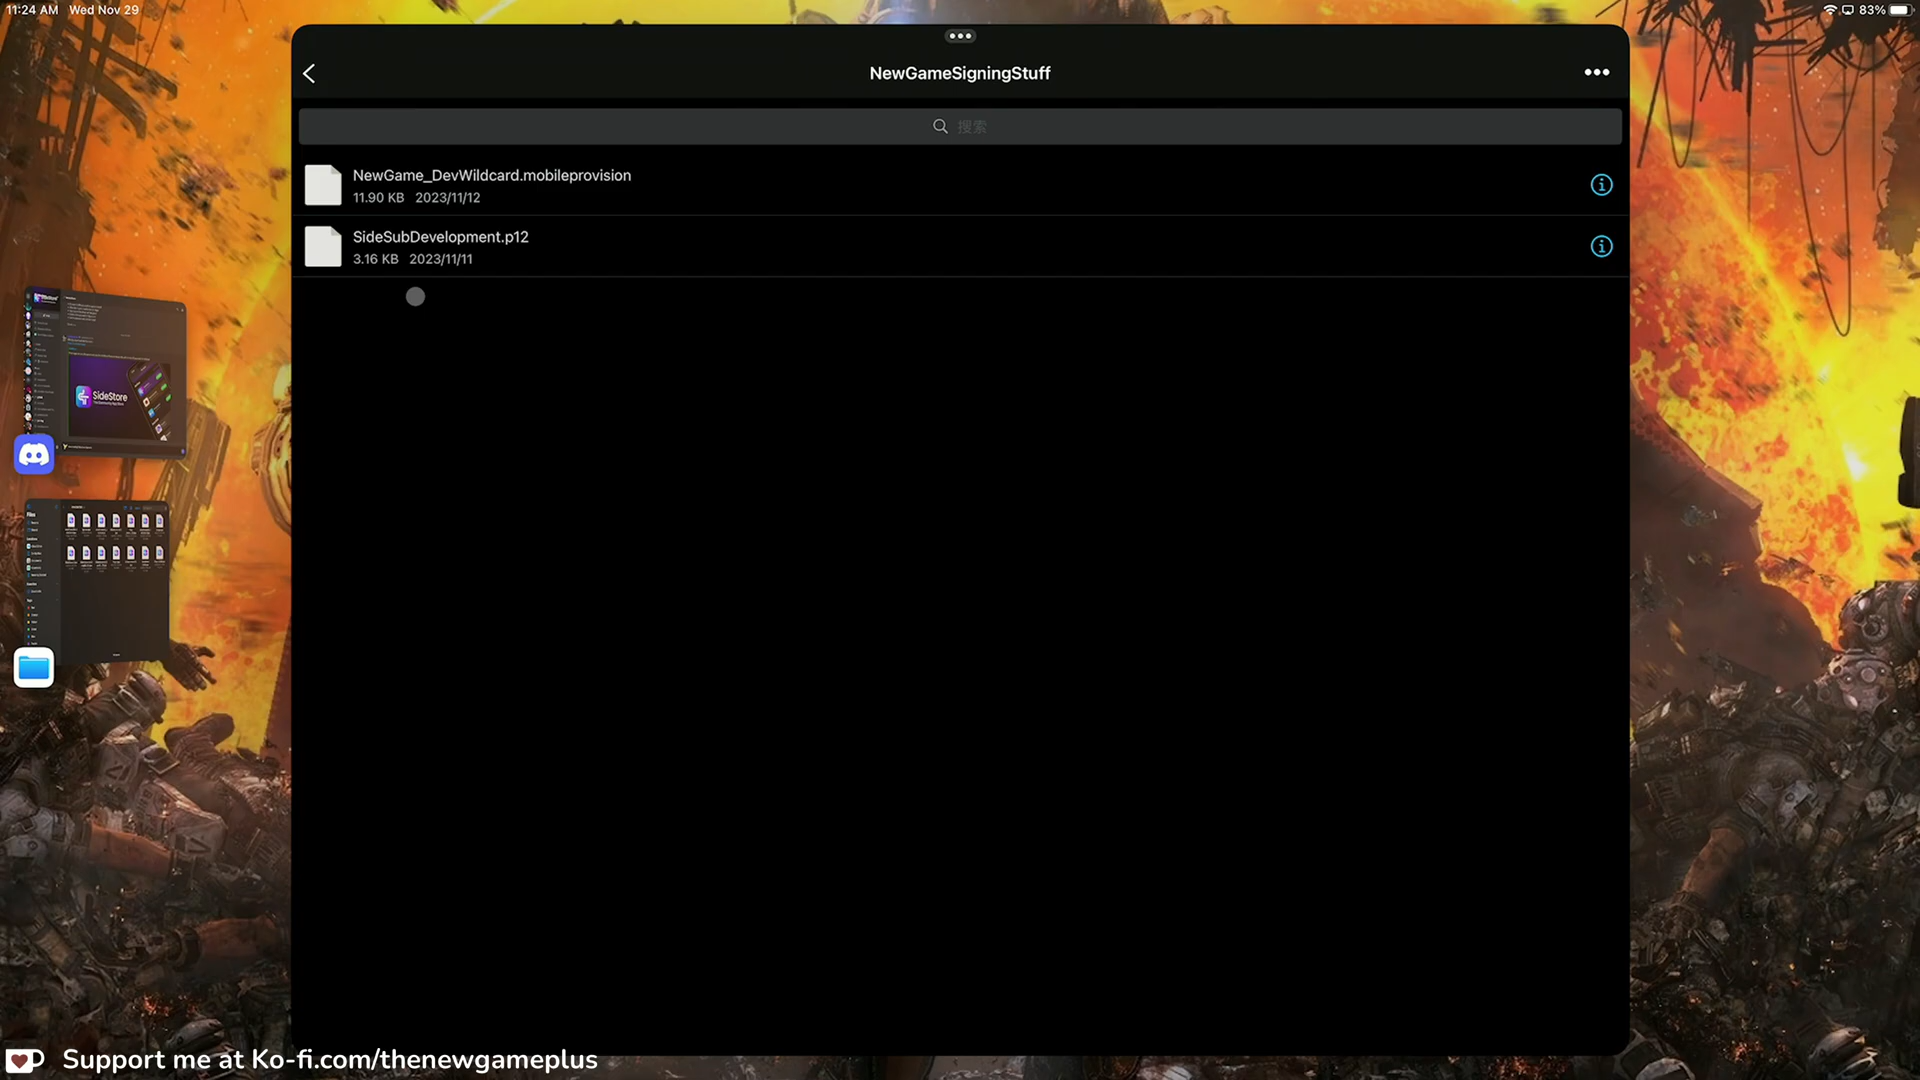 11:24 AM Wed Nov 29
83%
NewGameSigningStuff
搜索
NewGame_DevWildcard.mobileprovision
11.90 KB 2023/11/12
SideSubDevelopment.p12
3.16 KB 2023/11/11
SideStore
Files
Support me at Ko-fi.com/thenewgameplus